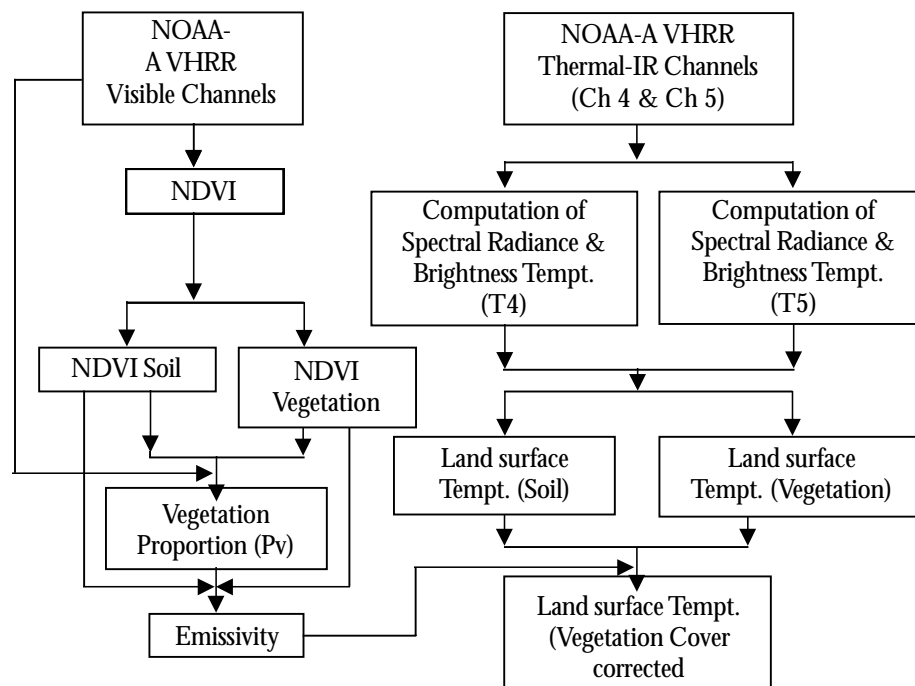 NOAA-
A VHRR
Visible Channels
NOAA-A VHRR
Thermal-IR Channels
(Ch 4 & Ch 5)
NDVI
Computation of
Spectral Radiance &
Brightness Tempt.
(T4)
Computation of
Spectral Radiance &
Brightness Tempt.
(T5)
NDVI Soil
NDVI
Vegetation
Land surface
Tempt. (Soil)
Land surface
Tempt. (Vegetation)
Vegetation
Proportion (Pv)
Emissivity
Land surface Tempt.
(Vegetation Cover
corrected